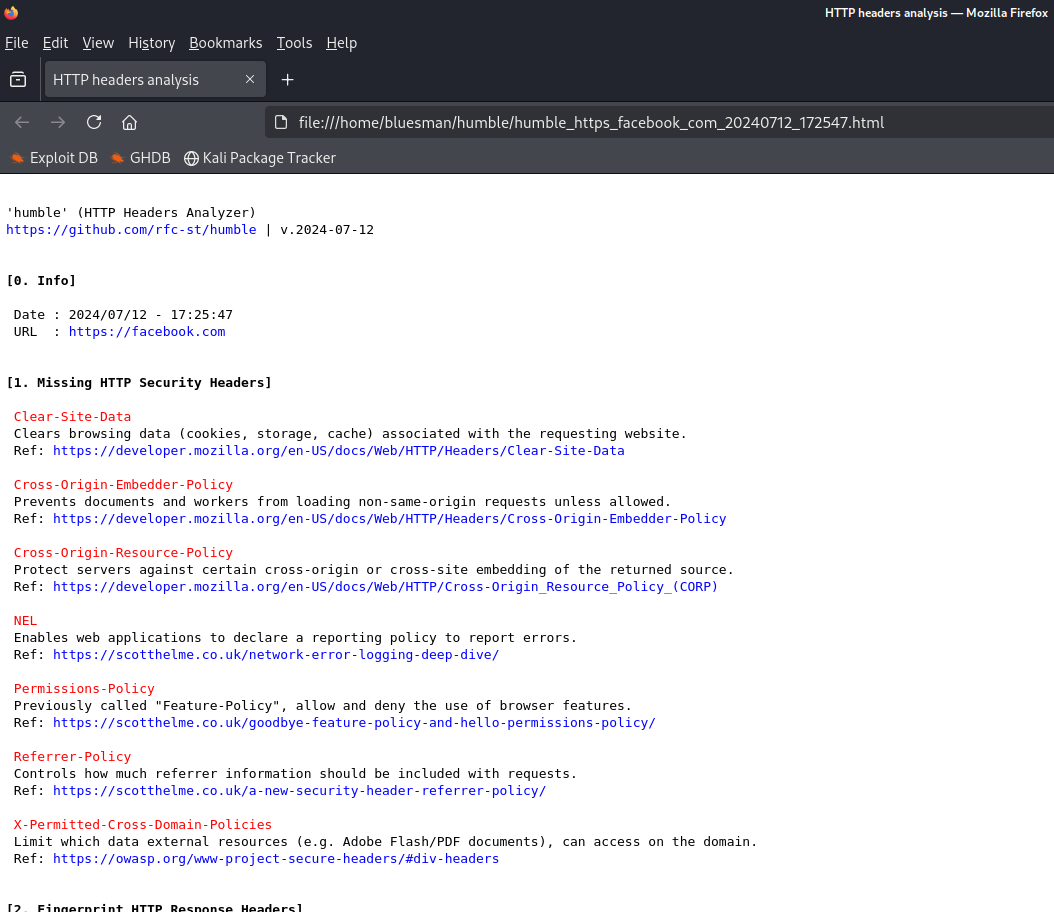 HTTP headers analysis — Mozilla Firefox
File Edit View History Bookmarks Tools Help
HTTP headers analysis
file:///home/bluesman/humble/humble_https_facebook_com_20240712_172547.html
Exploit DB GHDB Kali Package Tracker
'humble' (HTTP Headers Analyzer)
https://github.com/rfc-st/humble | v.2024-07-12
[0. Info]
Date : 2024/07/12 - 17:25:47
URL  : https://facebook.com
[1. Missing HTTP Security Headers]
Clear-Site-Data
Clears browsing data (cookies, storage, cache) associated with the requesting website.
Ref: https://developer.mozilla.org/en-US/docs/Web/HTTP/Headers/Clear-Site-Data
Cross-Origin-Embedder-Policy
Prevents documents and workers from loading non-same-origin requests unless allowed.
Ref: https://developer.mozilla.org/en-US/docs/Web/HTTP/Headers/Cross-Origin-Embedder-Policy
Cross-Origin-Resource-Policy
Protect servers against certain cross-origin or cross-site embedding of the returned source.
Ref: https://developer.mozilla.org/en-US/docs/Web/HTTP/Cross-Origin_Resource_Policy_(CORP)
NEL
Enables web applications to declare a reporting policy to report errors.
Ref: https://scotthelme.co.uk/network-error-logging-deep-dive/
Permissions-Policy
Previously called "Feature-Policy", allow and deny the use of browser features.
Ref: https://scotthelme.co.uk/goodbye-feature-policy-and-hello-permissions-policy/
Referrer-Policy
Controls how much referrer information should be included with requests.
Ref: https://scotthelme.co.uk/a-new-security-header-referrer-policy/
X-Permitted-Cross-Domain-Policies
Limit which data external resources (e.g. Adobe Flash/PDF documents), can access on the domain.
Ref: https://owasp.org/www-project-secure-headers/#div-headers
[2. Fingerprint HTTP Response Headers]